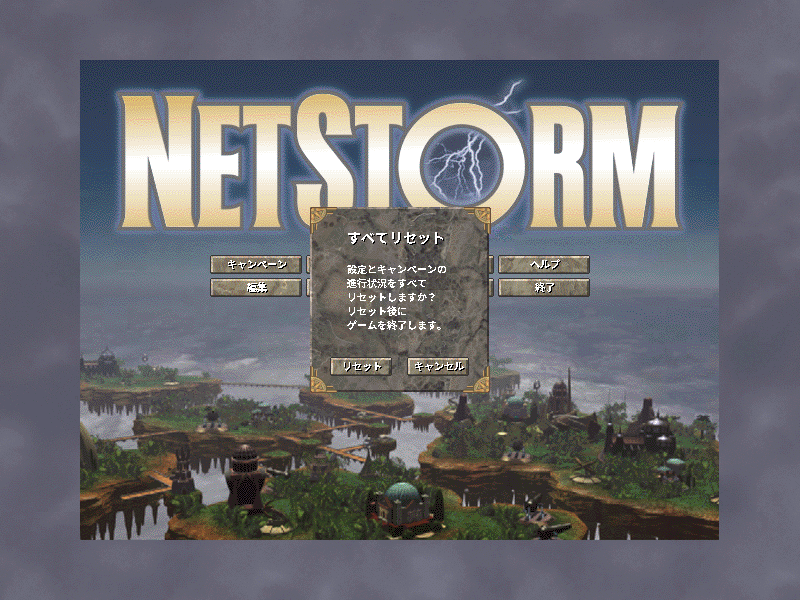 NETSTORM
すべてリセット
キャンペーン
ヘルプ
編集
終了
設定とキャンペーンの
進行状況をすべて
リセットしますか？
リセット後に
ゲームを終了します。
リセット
キャンセル